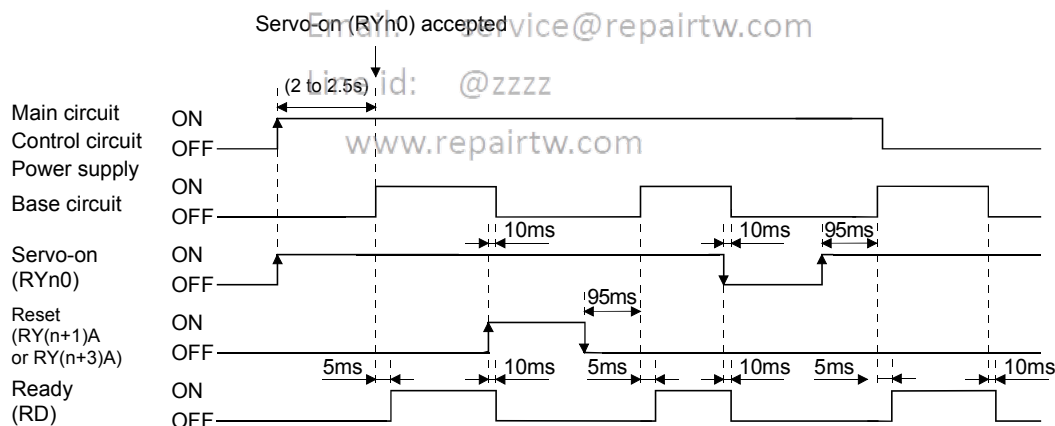 Servo-on (RYn0) accepted
Email: service@repairtw.com
(2 to 2.5s)
Line id: @zzzz
www.repairtw.com
Main circuit
Control circuit
Power supply
ON
OFF
Base circuit
ON
OFF
10ms
10ms
95ms
Servo-on
(RYn0)
ON
OFF
95ms
Reset
(RY(n+1)A
or RY(n+3)A)
ON
OFF
5ms
10ms
5ms
10ms
5ms
10ms
Ready
(RD)
ON
OFF